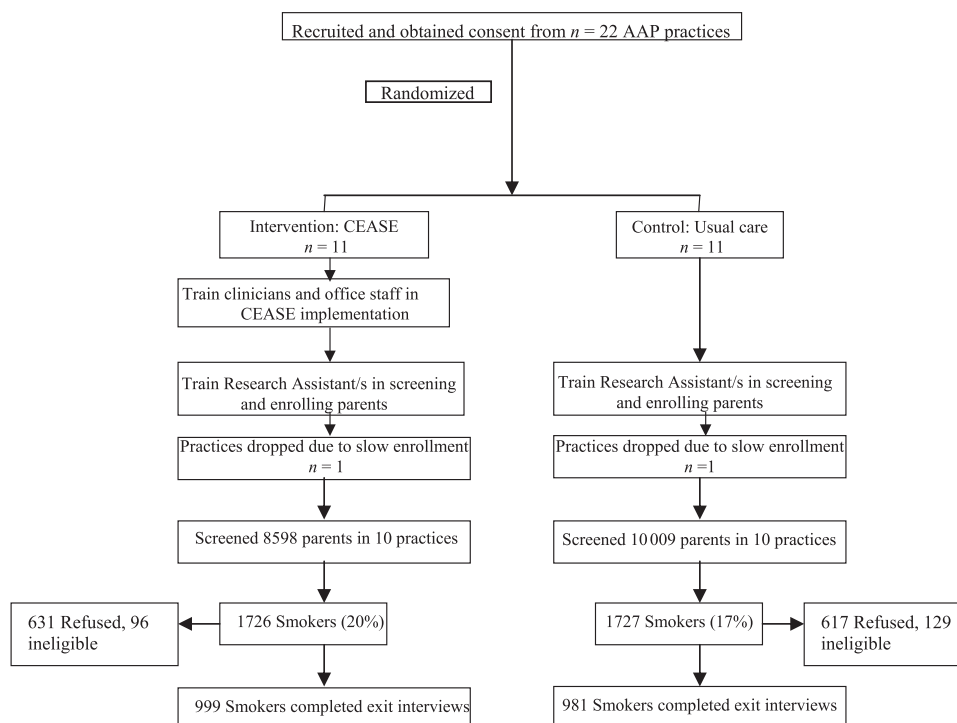 Recruited and obtained consent from n = 22 AAP practices
Randomized
Intervention: CEASE
n = 11
Control: Usual care
n = 11
Train clinicians and office staff in
CEASE implementation
Train Research Assistant/s in screening
and enrolling parents
Train Research Assistant/s in screening
and enrolling parents
Practices dropped due to slow enrollment
n = 1
Practices dropped due to slow enrollment
n =1
Screened 8598 parents in 10 practices
Screened 10 009 parents in 10 practices
631 Refused, 96
ineligible
1726 Smokers (20%)
1727 Smokers (17%)
617 Refused, 129
ineligible
999 Smokers completed exit interviews
981 Smokers completed exit interviews